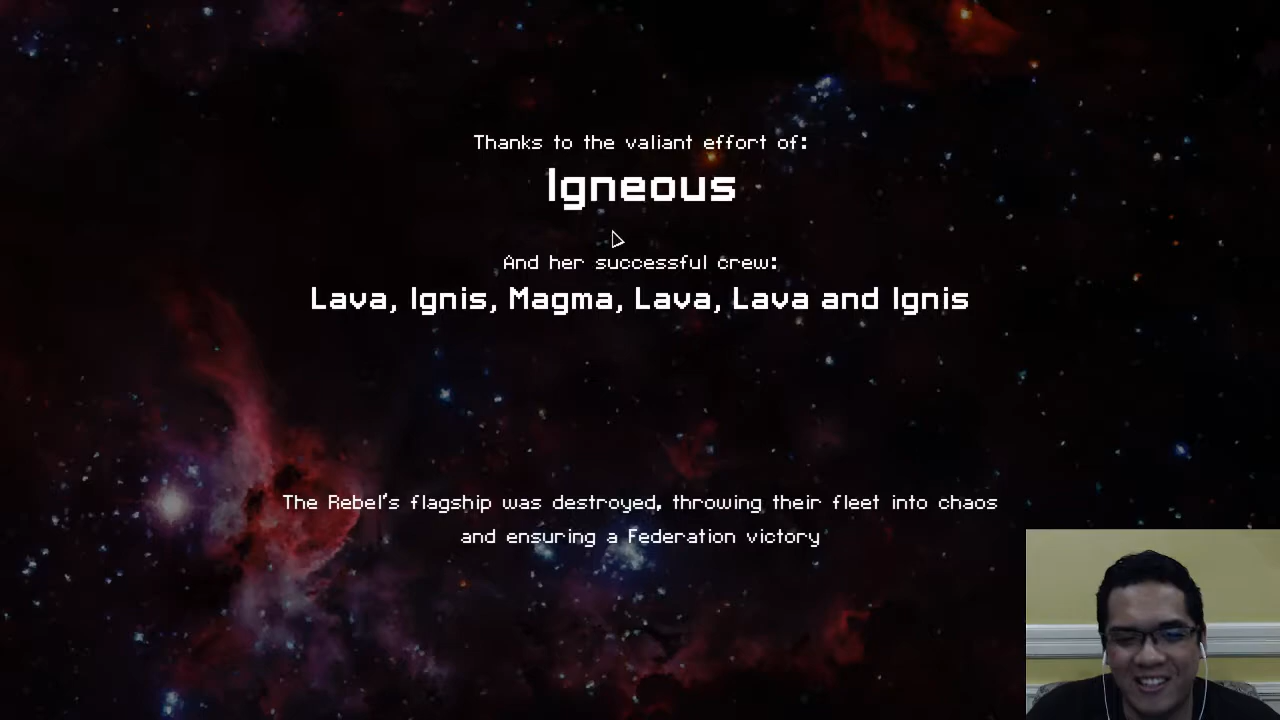 Thanks to the valiant effort of:
Igneous
And her successful crew:
Lava, Ignis, Magma, Lava, Lava and Ignis
The Rebel's flagship was destroyed, throwing their fleet into chaos
and ensuring a Federation victory